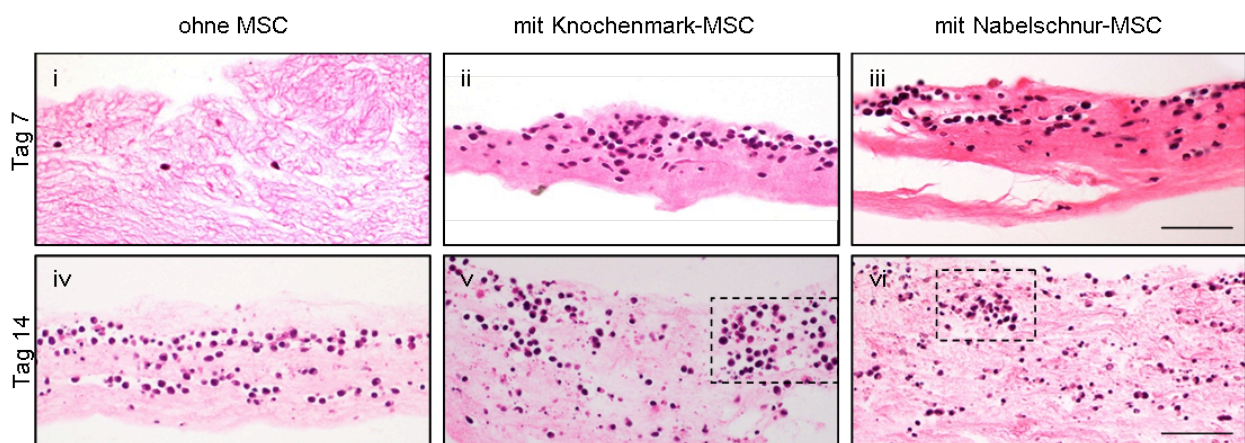 ohne MSC
mit Knochenmark-MSC
mit Nabelschnur-MSC
Tag 7
i
ii
iii
Tag 14
iv
v
vi